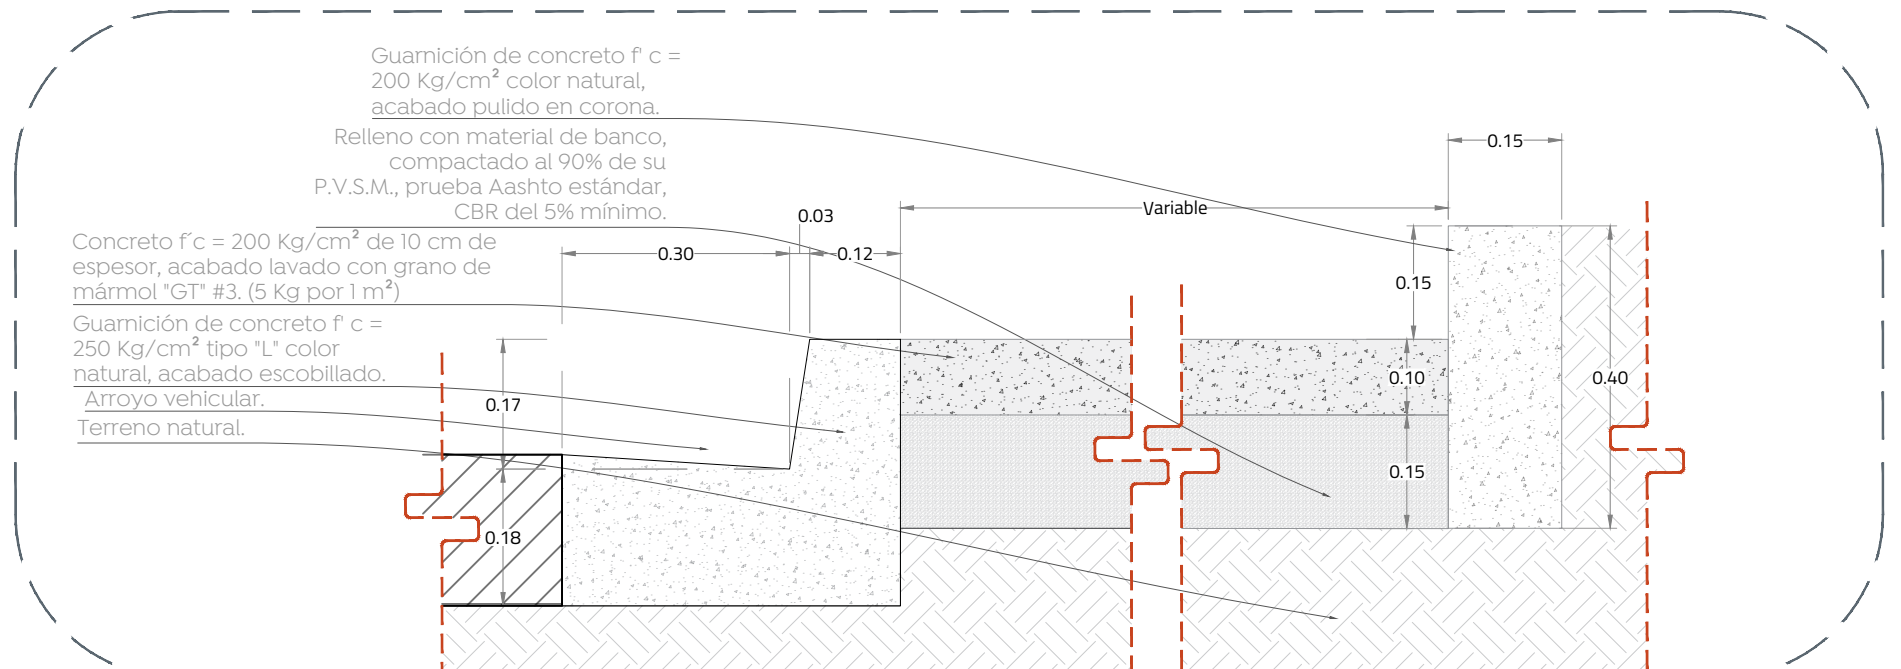 Guarnición de concreto f' c =
200 Kg/cm² color natural,
acabado pulido en corona.
Relleno con material de banco,
compactado al 90% de su
P.V.S.M., prueba Aashto estándar,
CBR del 5% mínimo.
Concreto f´c = 200 Kg/cm² de 10 cm de
espesor, acabado lavado con grano de
mármol "GT" #3. (5 Kg por 1 m²)
Guarnición de concreto f' c =
250 Kg/cm² tipo "L" color
natural, acabado escobillado.
Arroyo vehicular.
Terreno natural.
0.15
Variable
0.03
0.30
0.12
0.15
0.10
0.40
0.17
0.15
0.18